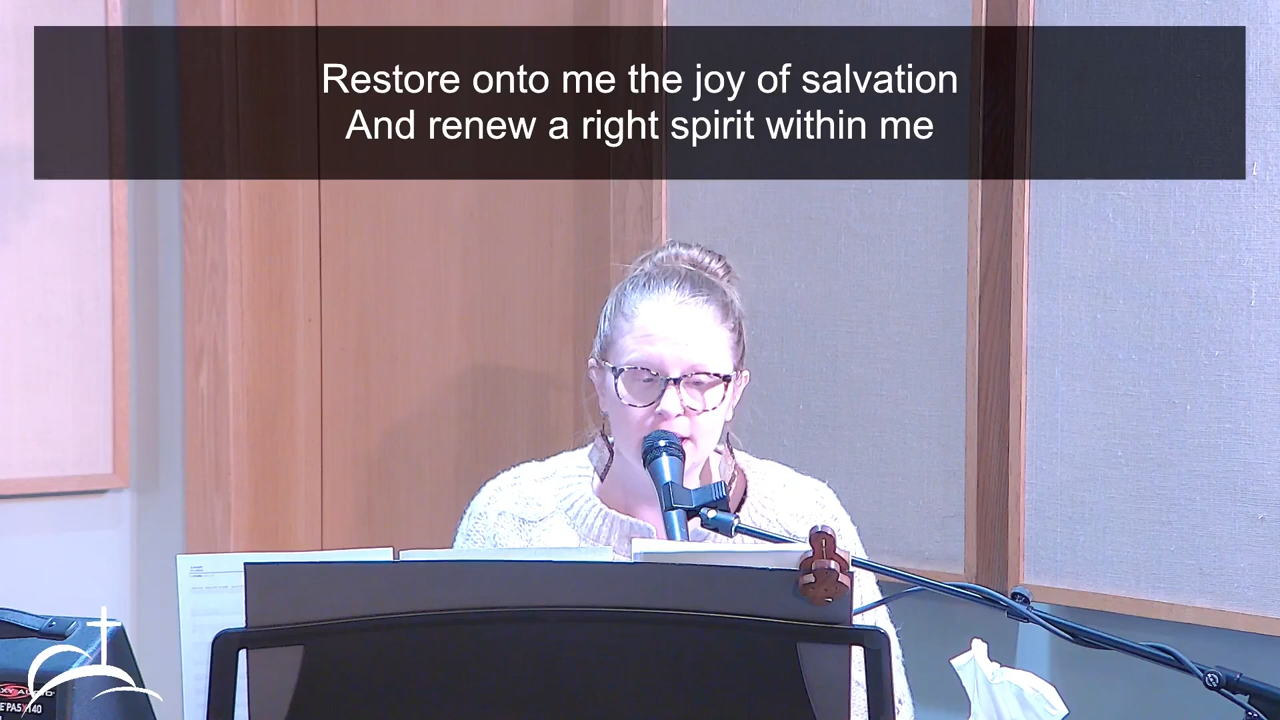 Restore onto me the joy of salvation
And renew a right spirit within me